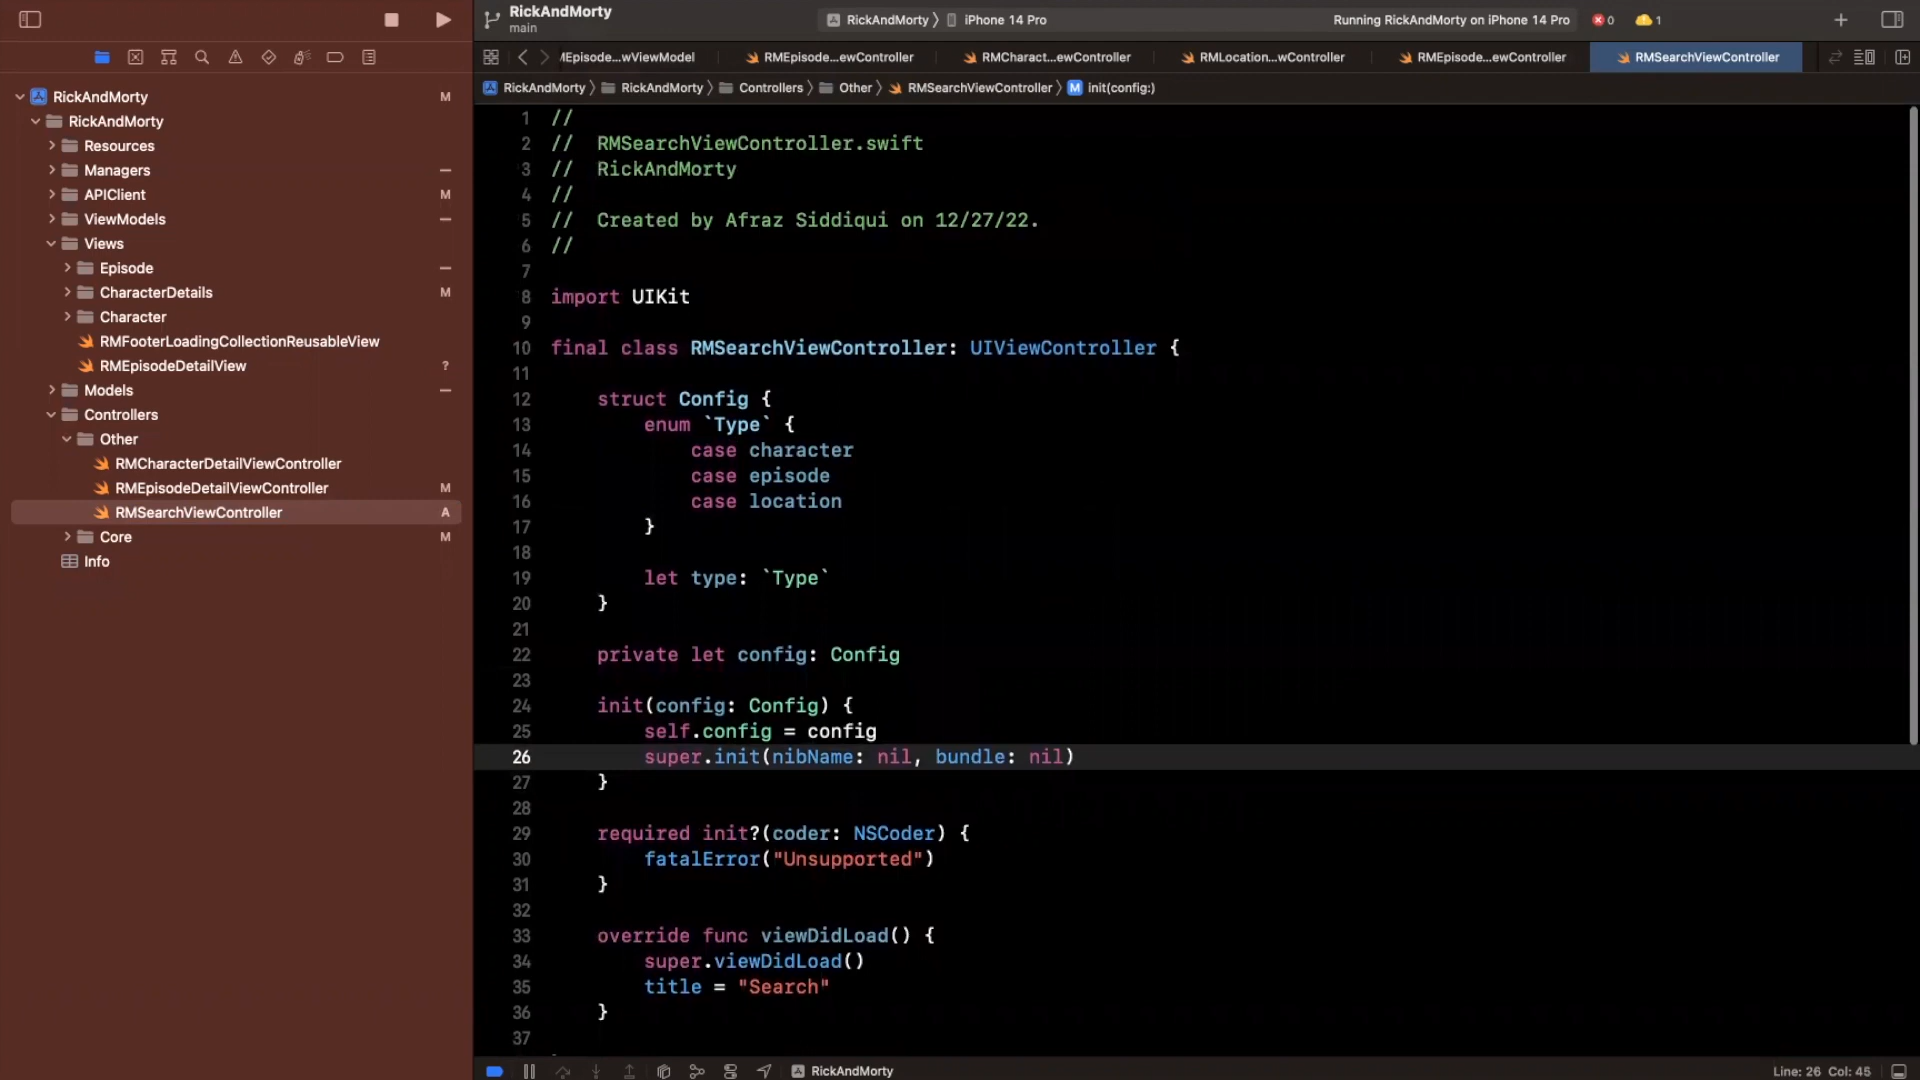 RickAndMorty
main
RickAndMorty
iPhone 14 Pro
Running RickAndMorty on iPhone 14 Pro
0
1
Episode...wViewModel
RMEpisode...ewController
RMCharact...ewController
RMLocation...wController
RMEpisode...ewController
RMSearchViewController
RickAndMorty
RickAndMorty
Controllers
Other
RMSearchViewController
M
init(config:)
RickAndMorty M
RickAndMorty
Resources
Managers
APIClient M
ViewModels
Views
Episode
CharacterDetails M
Character
RMFooterLoadingCollectionReusableView
RMEpisodeDetailView ?
Models
Controllers
Other
RMCharacterDetailViewController
RMEpisodeDetailViewController M
RMSearchViewController A
Core M
Info
1 //
2 //  RMSearchViewController.swift
3 //  RickAndMorty
4 //
5 //  Created by Afraz Siddiqui on 12/27/22.
6 //
7
8 import UIKit
9
10 final class RMSearchViewController: UIViewController {
11
12     struct Config {
13         enum `Type` {
14             case character
15             case episode
16             case location
17         }
18
19         let type: `Type`
20     }
21
22     private let config: Config
23
24     init(config: Config) {
25         self.config = config
26         super.init(nibName: nil, bundle: nil)
27     }
28
29     required init?(coder: NSCoder) {
30         fatalError("Unsupported")
31     }
32
33     override func viewDidLoad() {
34         super.viewDidLoad()
35         title = "Search"
36     }
37
RickAndMorty
Line: 26 Col: 45